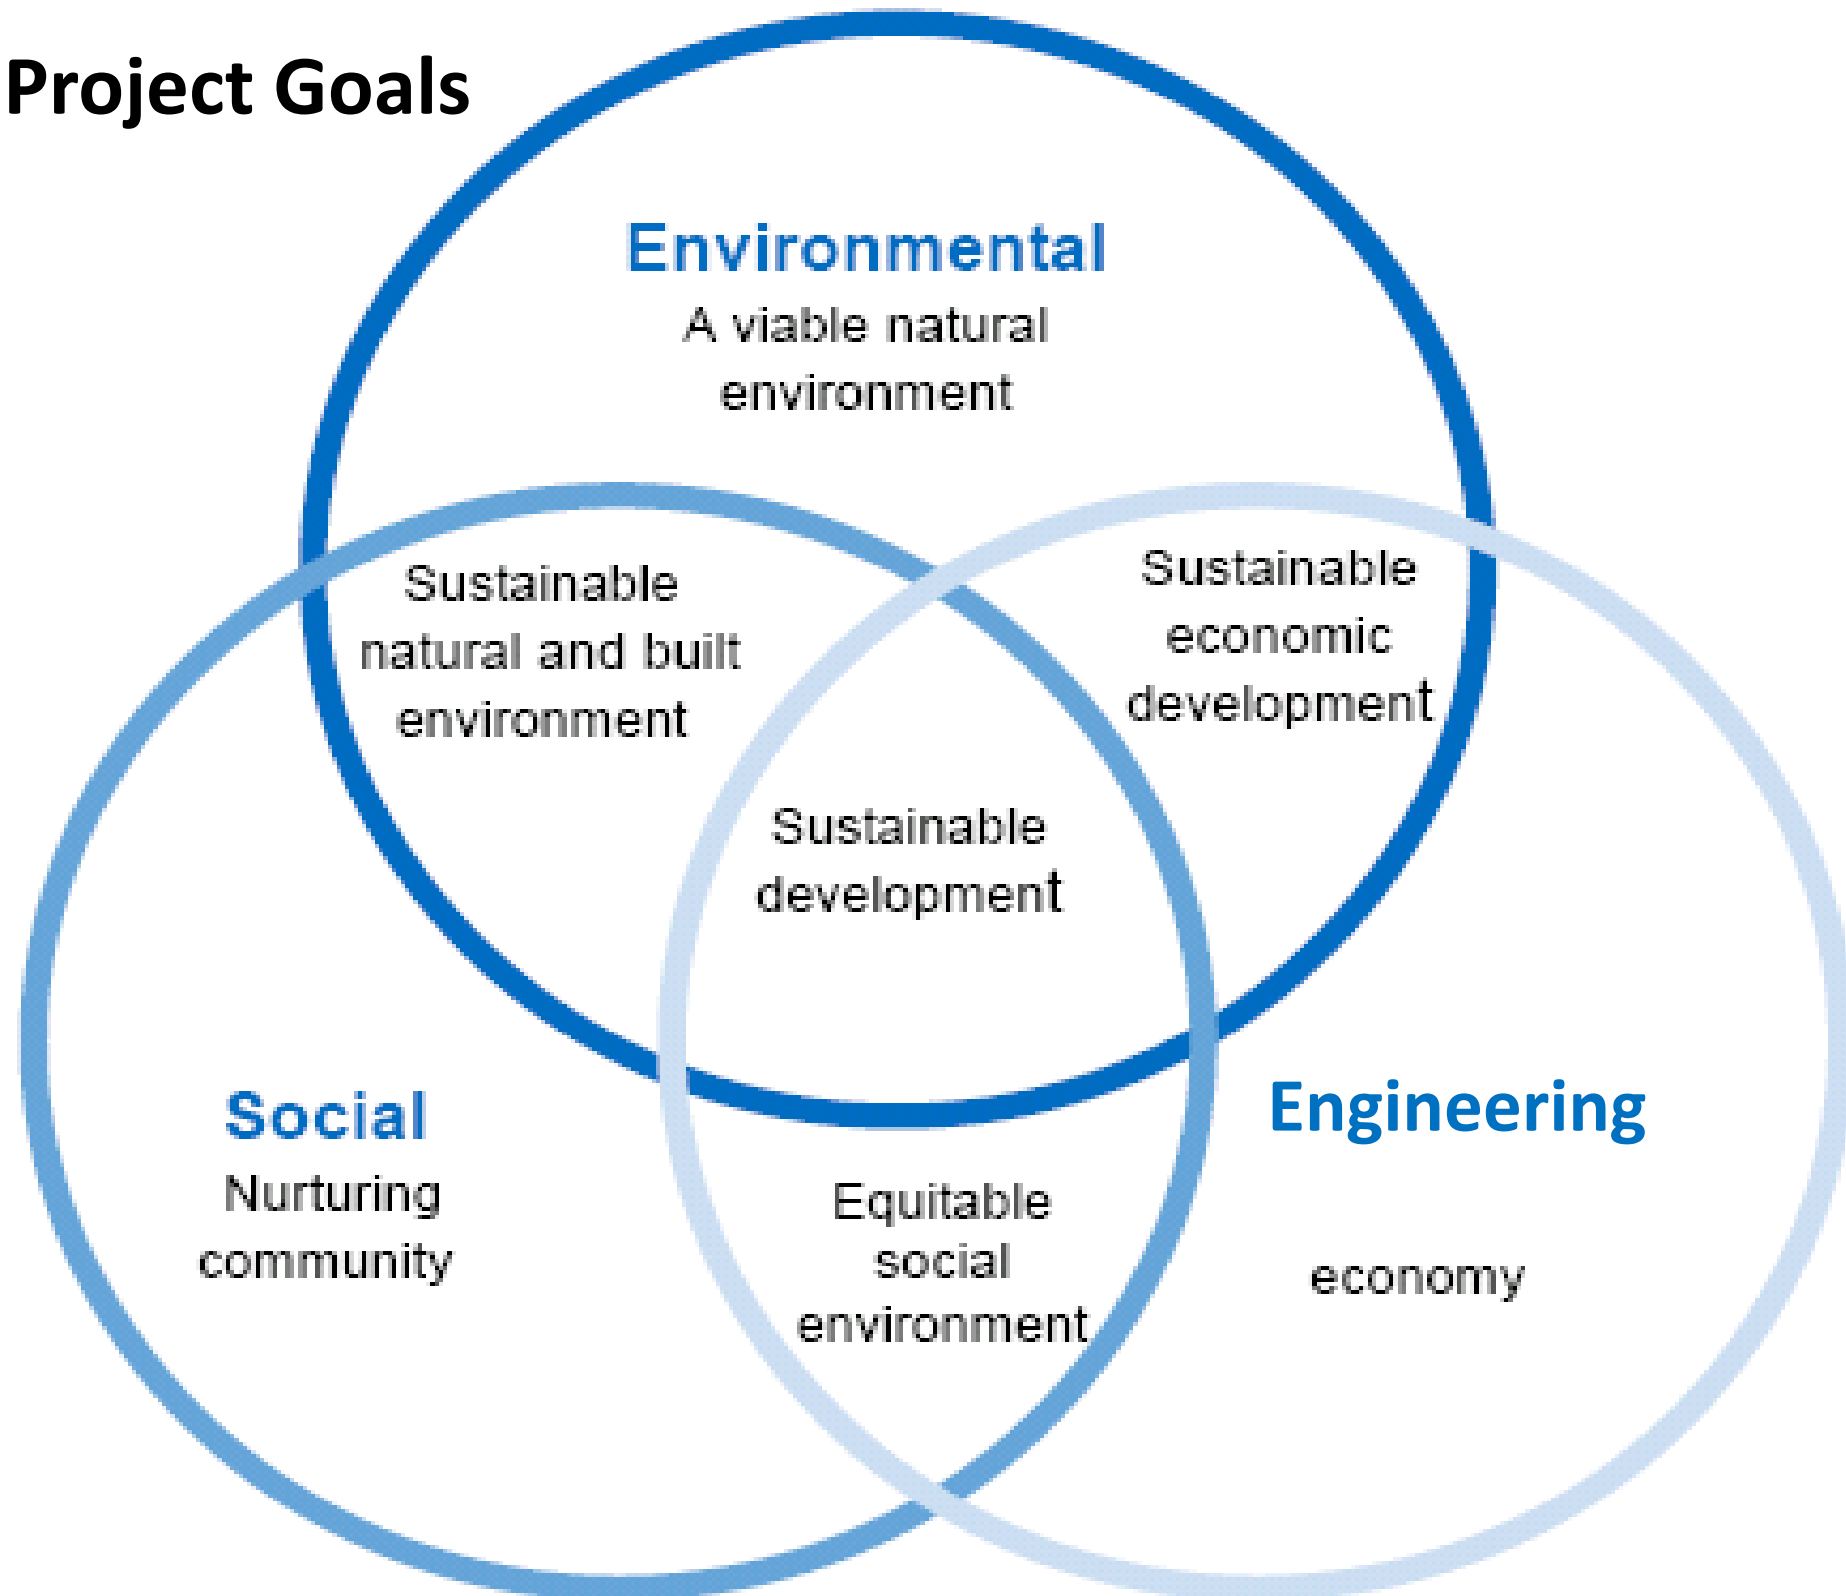 Project Goals
Environmental
A viable natural
environment
Sustainable
natural and built
environment
Sustainable
economic
development
Sustainable
development
Social
Nurturing
community
Equitable
social
environment
Engineering
economy